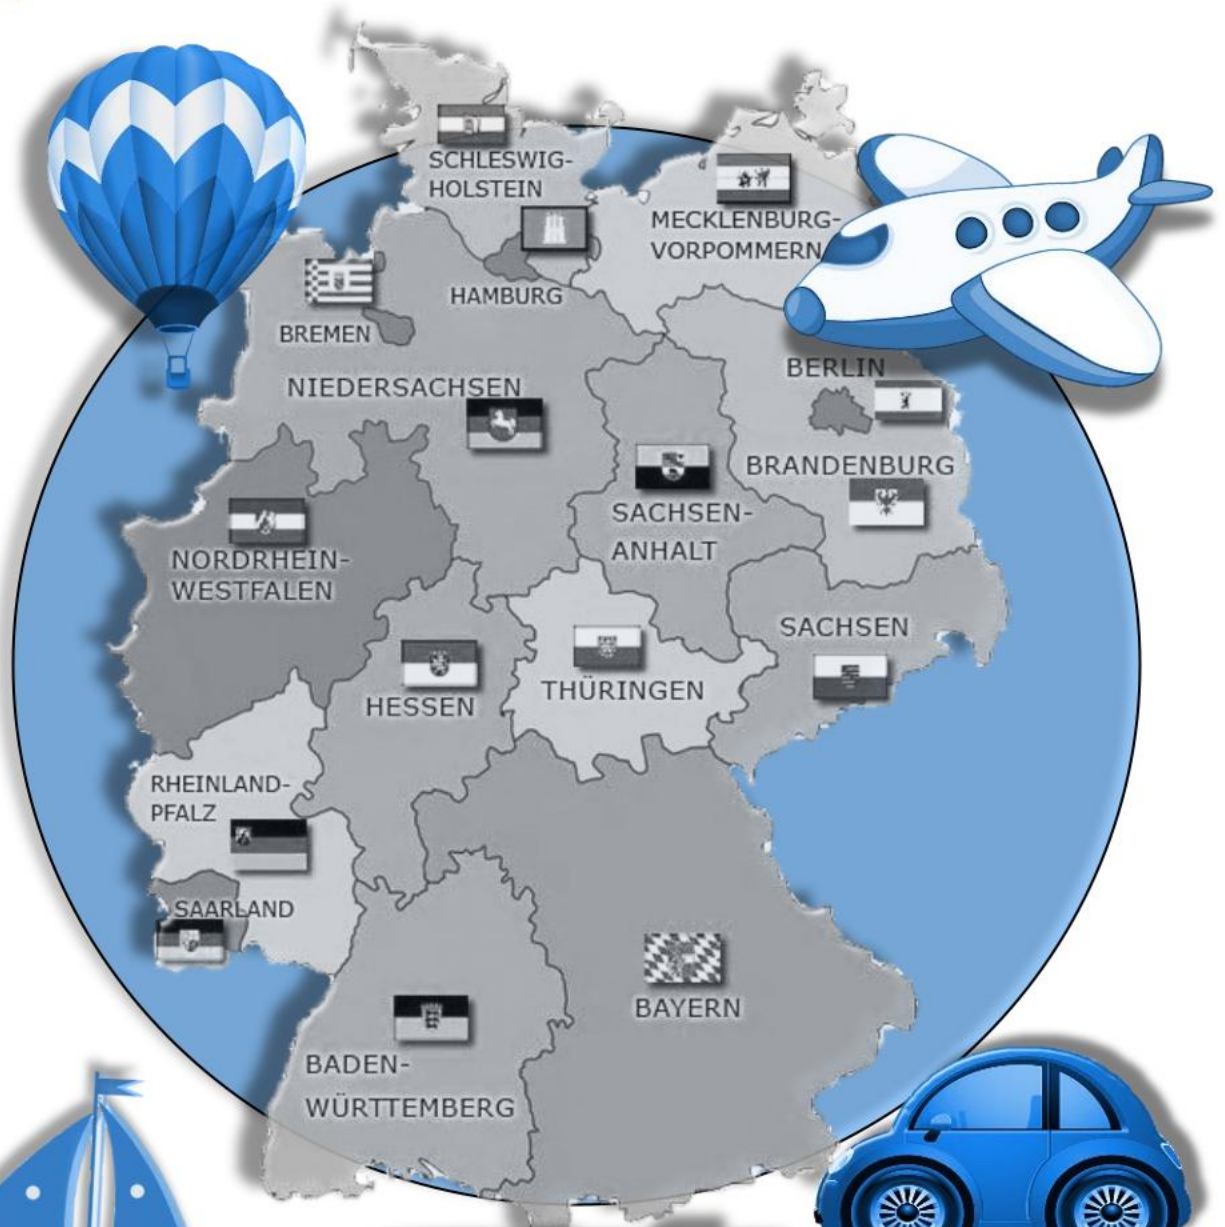 SCHLESWIG-
HOLSTEIN
MECKLENBURG-
VORPOMMERN
HAMBURG
BREMEN
NIEDERSACHSEN
BERLIN
BRANDENBURG
SACHSEN-
ANHALT
NORDRHEIN-
WESTFALEN
SACHSEN
HESSEN
THÜRINGEN
RHEINLAND-
PFALZ
SAARLAND
BAYERN
BADEN-
WÜRTTEMBERG